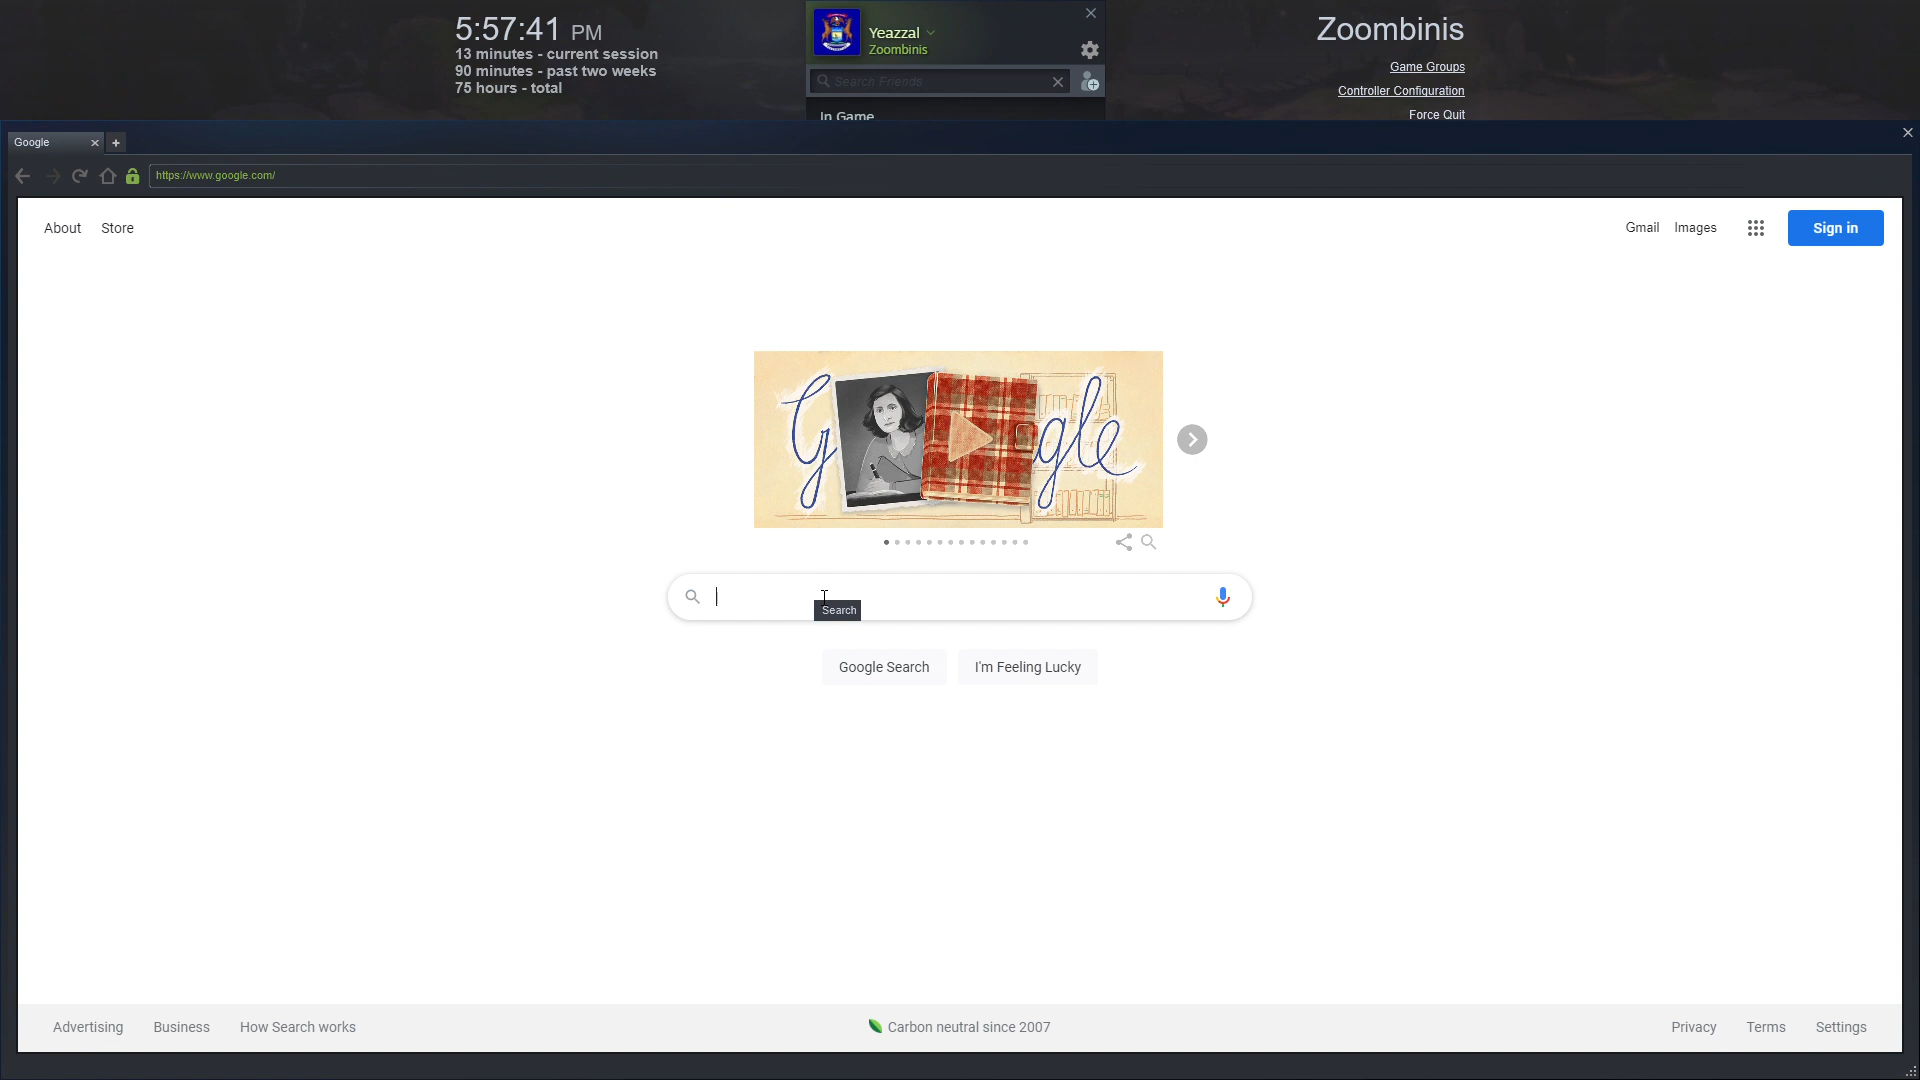 5:57:41 PM
13 minutes - current session
90 minutes - past two weeks
75 hours - total
Yeazzal
Zoombinis
Search Friends
In Game
Zoombinis
Game Groups
Controller Configuration
Force Quit
Google
https://www.google.com/
About Store
Gmail Images
Sign in
G gle
Search
Google Search I'm Feeling Lucky
Advertising Business How Search works
Carbon neutral since 2007
Privacy Terms Settings